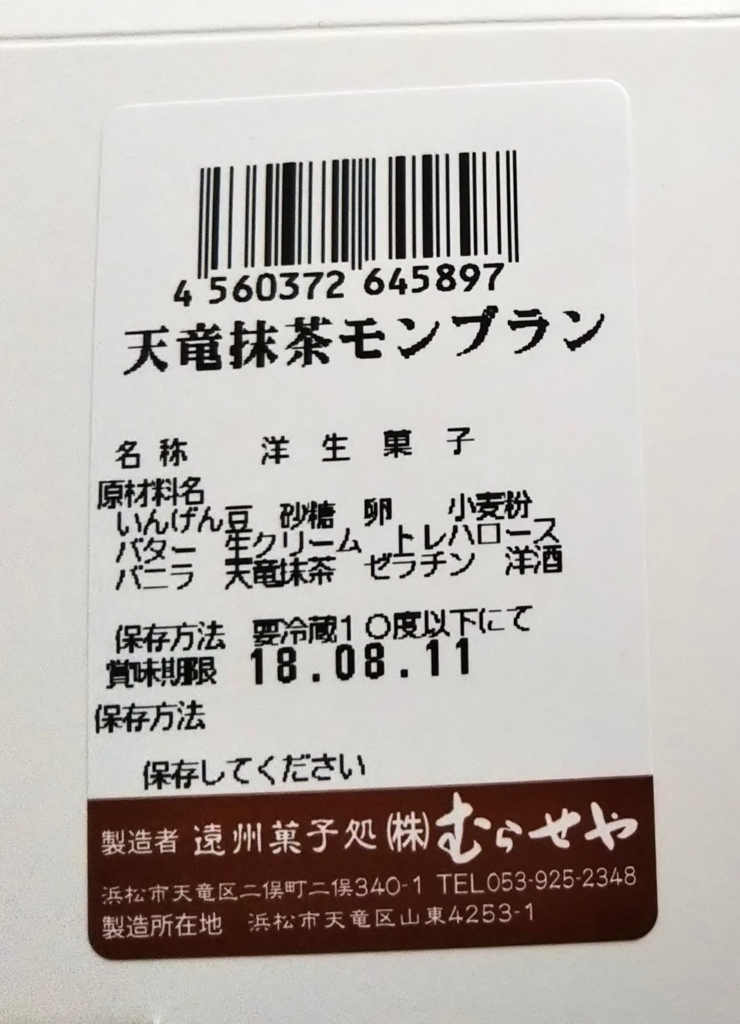 4 560372 645897
天竜抹茶モンブラン
名称 洋生菓子
原材料名
いんげん豆 砂糖 卵 小麦粉
バター 生クリーム トレハロース
バニラ 天竜抹茶 ゼラチン 洋酒
保存方法 要冷蔵10度以下にて
賞味期限 18.08.11
保存方法
保存してください
製造者 遠州菓子処㈱むらせや
浜松市天竜区二俣町二俣340-1 TEL053-925-2348
製造所在地 浜松市天竜区山東4253-1